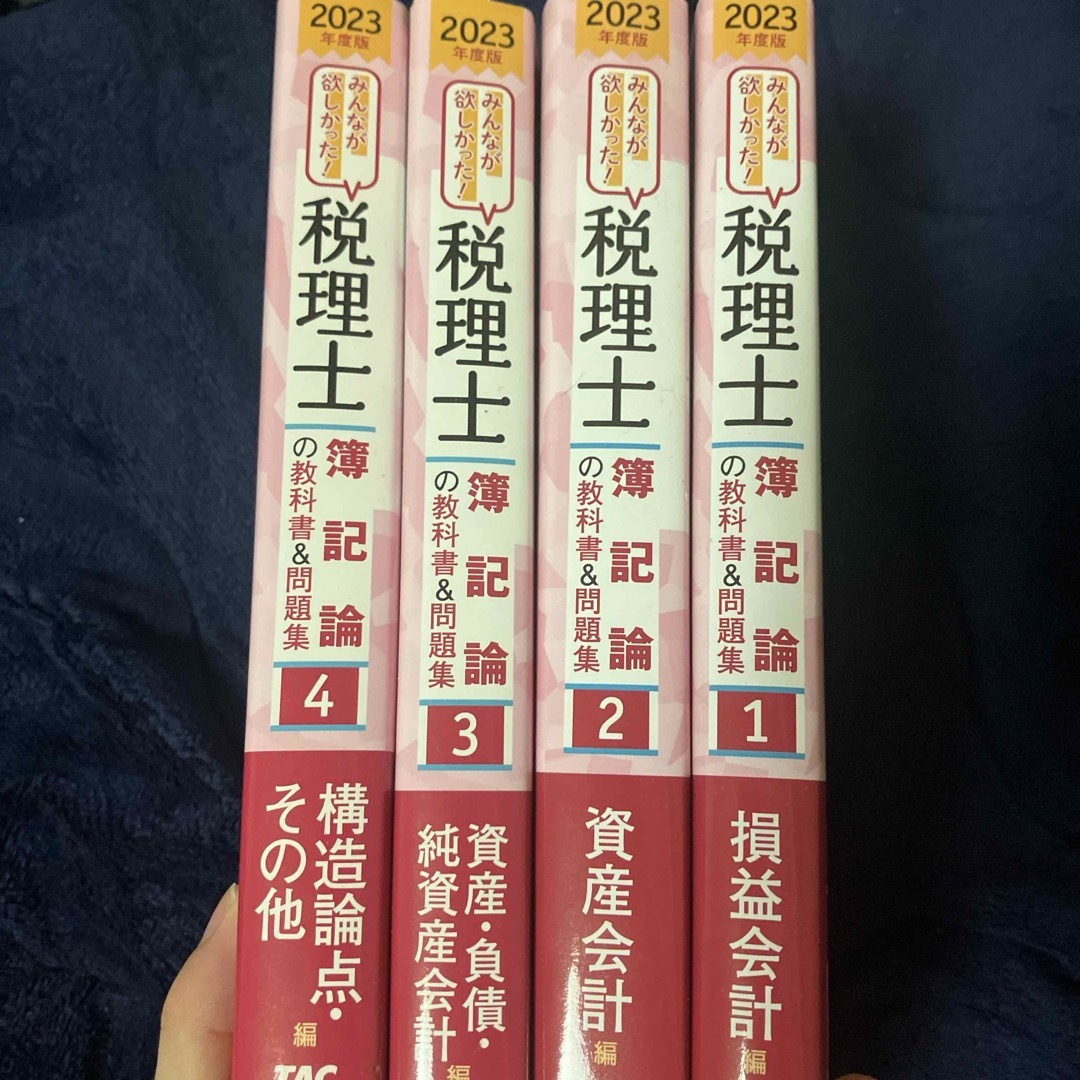 2023
年度版
みんなが
欲しかった!
税理士
簿記論
の教科書&問題集
4
構造論点・
その他
編
TAC
2023
年度版
みんなが
欲しかった!
税理士
簿記論
の教科書&問題集
3
資産・負債・
純資産会計
編
2023
年度版
みんなが
欲しかった!
税理士
簿記論
の教科書&問題集
2
資産会計
編
2023
年度版
みんなが
欲しかった!
税理士
簿記論
の教科書&問題集
1
損益会計
編